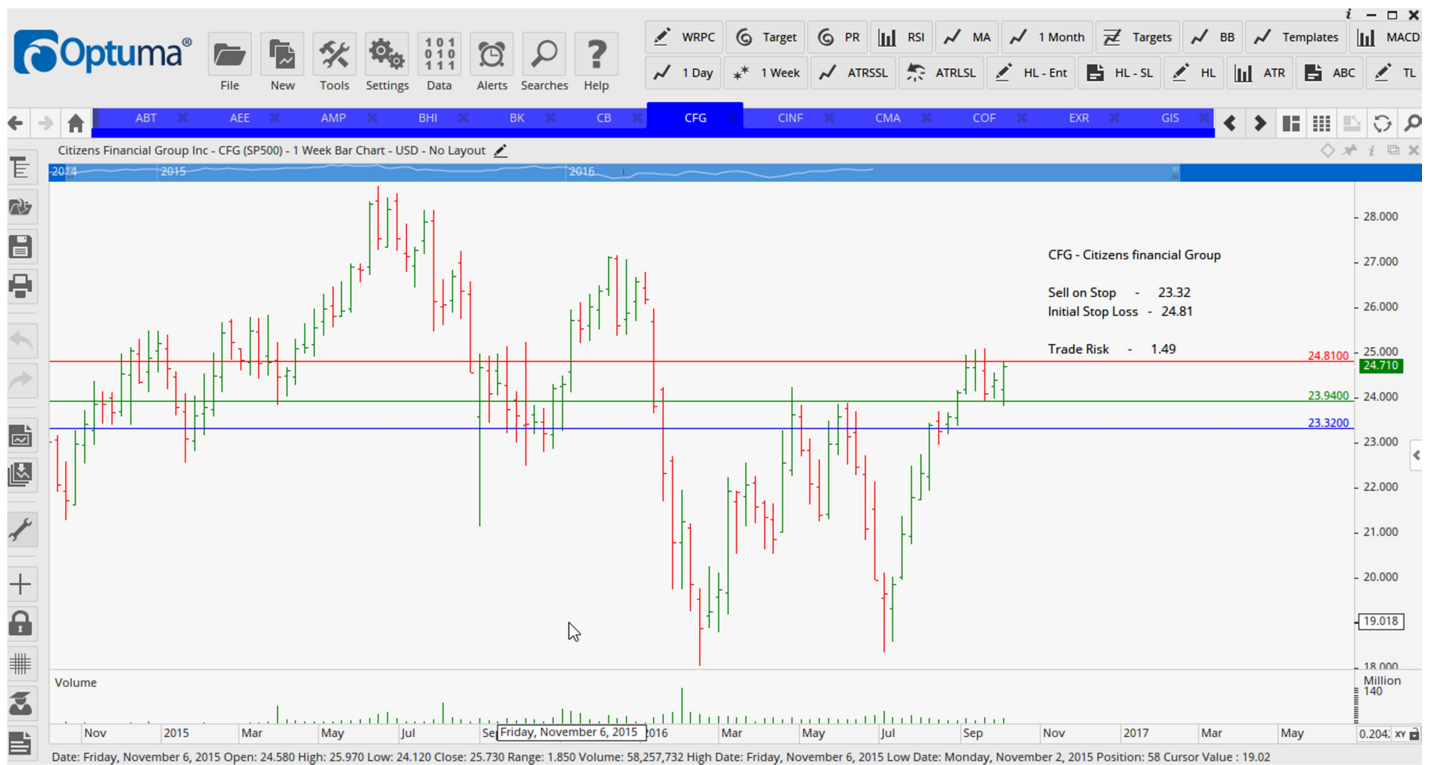 Optuma®
File New Tools Settings Data Alerts Searches Help
101
010
111
i
WRPC Target PR RSI MA 1 Month Targets BB Templates MACD
1 Day 1 Week ATRSSL ATRLSL HL - Ent HL - SL HL ATR ABC TL
ABT AEE AMP BHI BK CB CFG CINF CMA COF EXR GIS
Citizens Financial Group Inc - CFG (SP500) - 1 Week Bar Chart - USD - No Layout
2014 2015 2016
28.000
27.000
26.000
25.000
24.710
24.000
23.000
22.000
21.000
20.000
19.018
18.000
CFG - Citizens financial Group
Sell on Stop - 23.32
Initial Stop Loss - 24.81
Trade Risk - 1.49
24.8100
23.9400
23.3200
Volume
Million
140
Nov 2015 Mar May Jul Se Friday, November 6, 2015 2016 Mar May Jul Sep Nov 2017 Mar May 0.204 XY
Date: Friday, November 6, 2015 Open: 24.580 High: 25.970 Low: 24.120 Close: 25.730 Range: 1.850 Volume: 58,257,732 High Date: Friday, November 6, 2015 Low Date: Monday, November 2, 2015 Position: 58 Cursor Value : 19.02